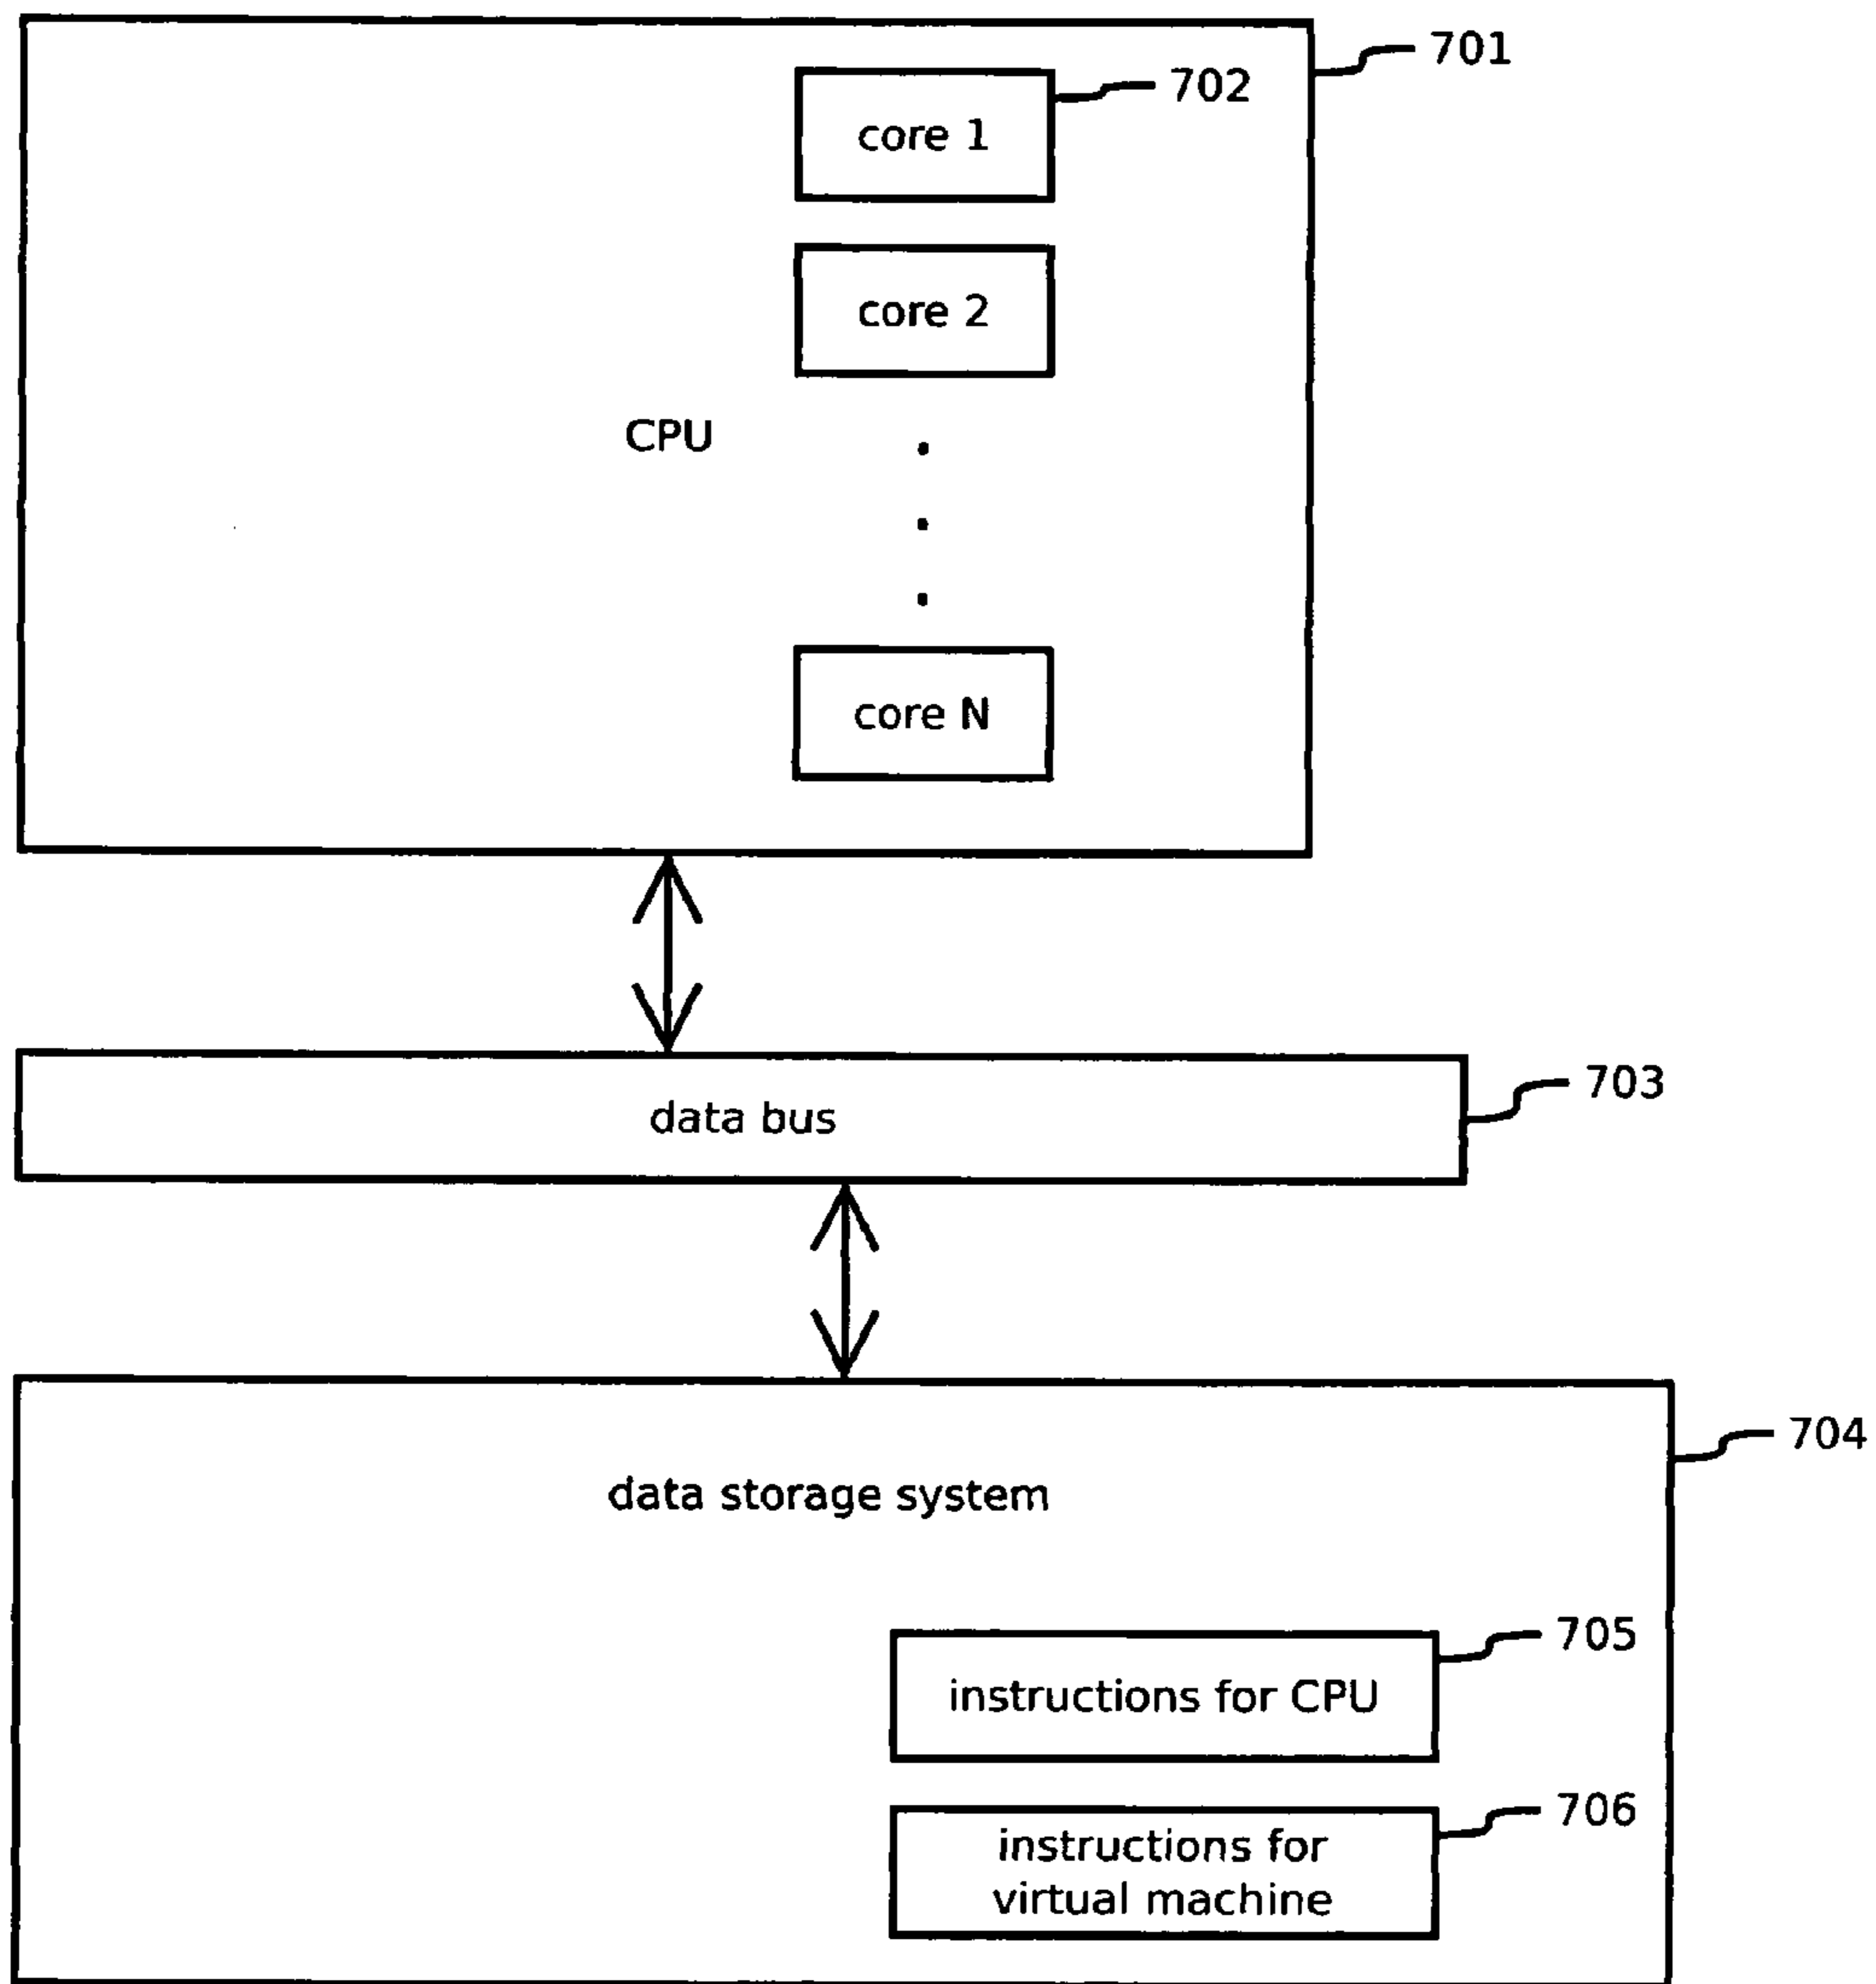 701
702
core 1
core 2
CPU
.
.
.
core N
703
data bus
704
data storage system
705
instructions for CPU
706
instructions for
virtual machine